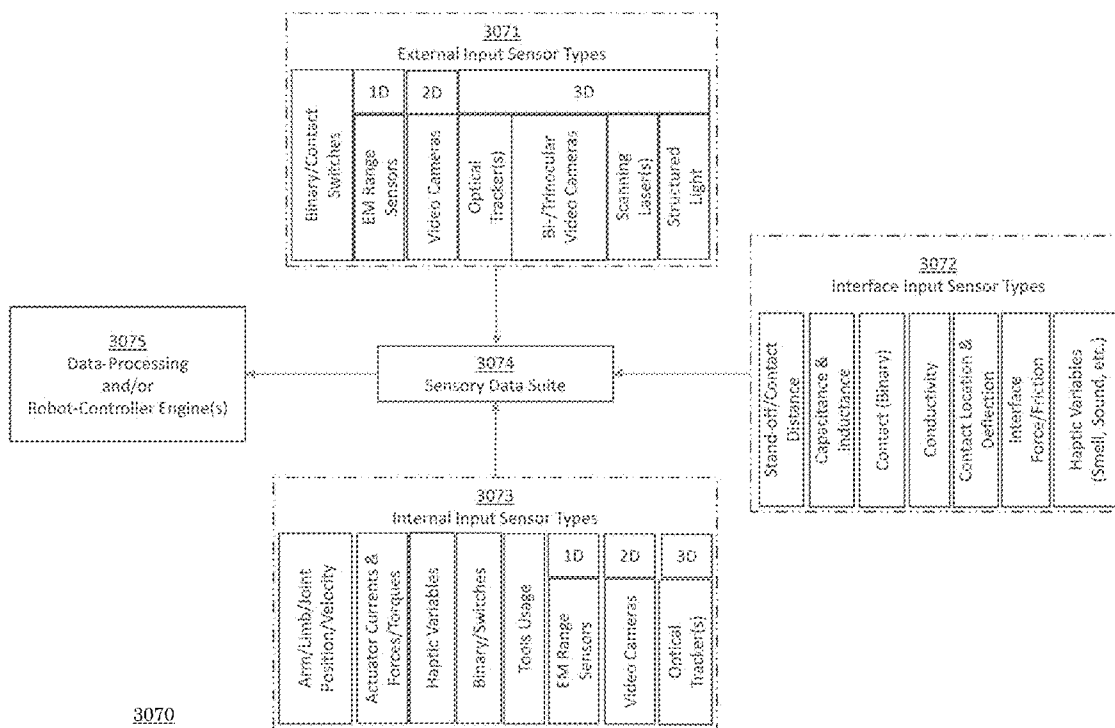 3071
External Input Sensor Types
Binary/Contact
Switches
1D
EM Range
Sensors
2D
Video Cameras
3D
Optical
Tracker(s)
Bi-/Trinocular
Video Cameras
Scanning
Laser(s)
Structured
Light
3072
Interface Input Sensor Types
Stand-off/Contact
Distance
Capacitance &
Inductance
Contact (Binary)
Conductivity
Contact Location &
Deflection
Interface
Force/Friction
Haptic Variables
(Smell, Sound, etc.)
3075
Data-Processing
and/or
Robot-Controller Engine(s)
3074
Sensory Data Suite
3073
Internal Input Sensor Types
Arm/Limb/Joint
Position/Velocity
Actuator Currents &
Forces/Torques
Haptic Variables
Binary/Switches
Tools Usage
1D
EM Range
Sensors
2D
Video Cameras
3D
Optical
Tracker(s)
3070